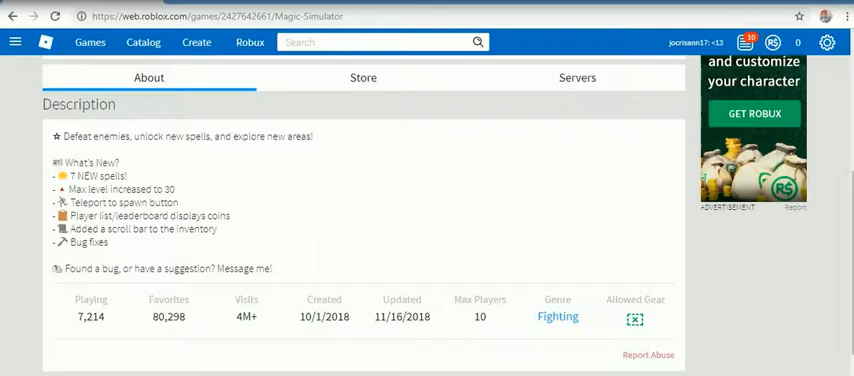 https://web.roblox.com/games/2427642661/Magic-Simulator
Games Catalog Create Robux Search jocrisann17: <13 10 R$ 0
and customize
your character
GET ROBUX
R$
ADVERTISEMENT Report
About Store Servers
Description
☆ Defeat enemies, unlock new spells, and explore new areas!
What's New?
- 7 NEW spells!
- Max level increased to 30
- Teleport to spawn button
- Player list/leaderboard displays coins
- Added a scroll bar to the inventory
- Bug fixes
Found a bug, or have a suggestion? Message me!
Playing Favorites Visits Created Updated Max Players Genre Allowed Gear
7,214 80,298 4M+ 10/1/2018 11/16/2018 10 Fighting
Report Abuse